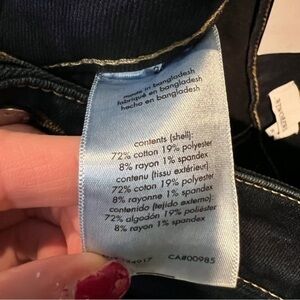 made in bangladesh
fabriqué en bangladesh
hecho en bangladesh
contents (shell):
72% cotton 19% polyester
8% rayon 1% spandex
contenu (tissu extérieur)
72% coton 19% polyester
8% rayonne 1% spandex
contenido (tejido externo):
72% algodón 19% poliéster
8% rayon 1% spandex
CA#00985